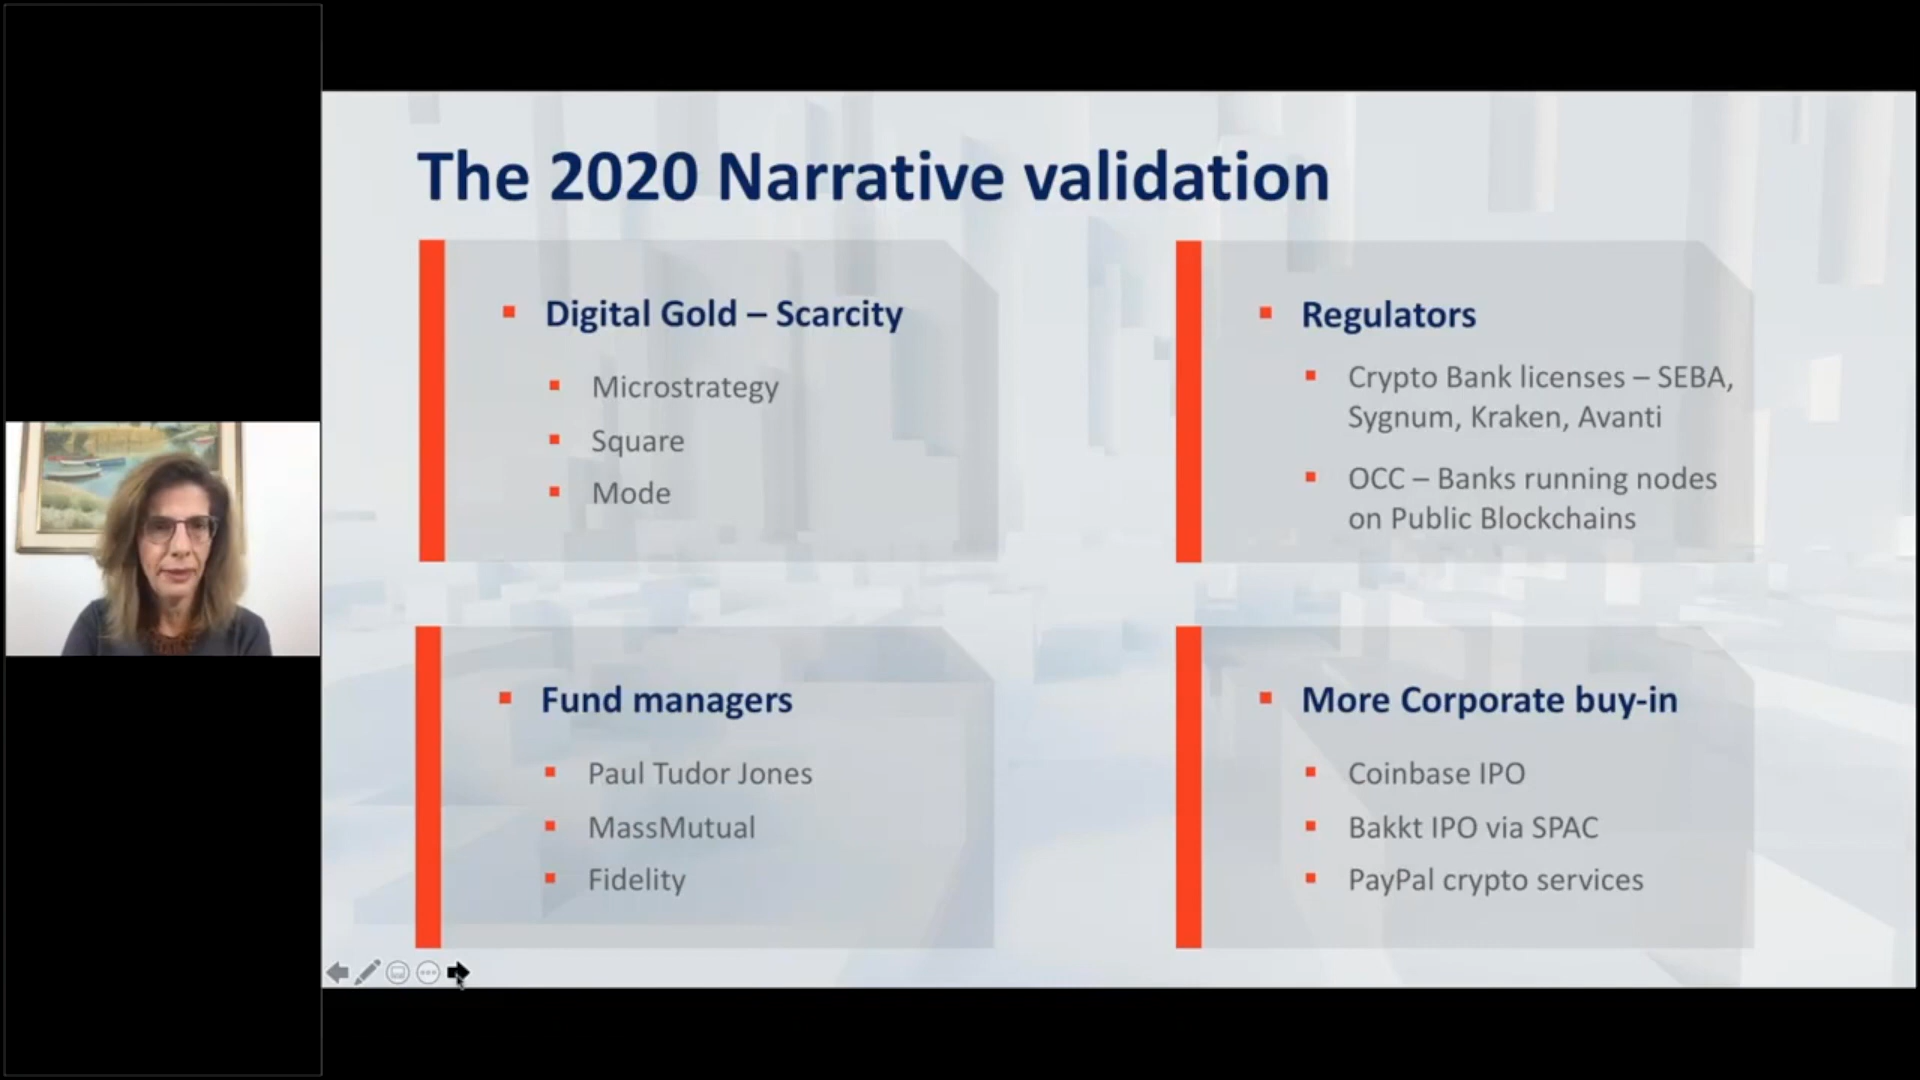 The 2020 Narrative validation
Digital Gold – Scarcity
Microstrategy
Square
Mode
Regulators
Crypto Bank licenses – SEBA,
Sygnum, Kraken, Avanti
OCC – Banks running nodes
on Public Blockchains
Fund managers
Paul Tudor Jones
MassMutual
Fidelity
More Corporate buy-in
Coinbase IPO
Bakkt IPO via SPAC
PayPal crypto services